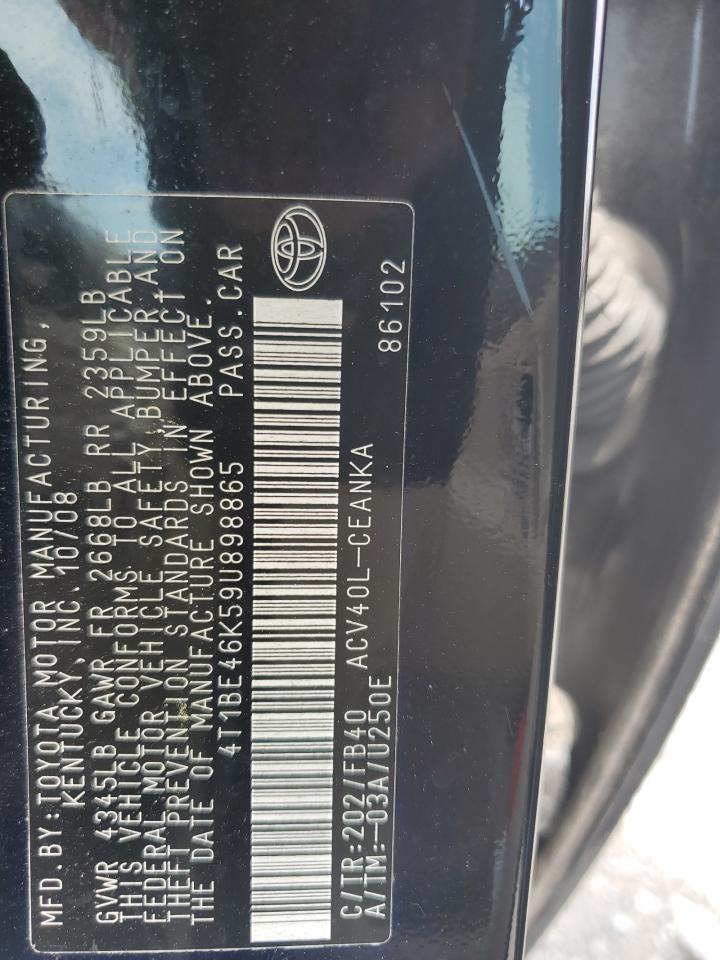 MFD.BY:TOYOTA MOTOR MANUFACTURING,
KENTUCKY,INC. 10/08
GVWR 4345LB GAWR FR 2668LB RR 2359LB
THIS VEHICLE CONFORMS TO ALL APPLICABLE
FEDERAL MOTOR VEHICLE SAFETY,BUMPER,AND
THEFT PREVENTION STANDARDS IN EFFECT ON
THE DATE OF MANUFACTURE SHOWN ABOVE.
4T1BE46K59U898865 PASS.CAR
C/TR:202/FB40 ACV40L-CEANKA
A/TM:-03A/U250E 86102